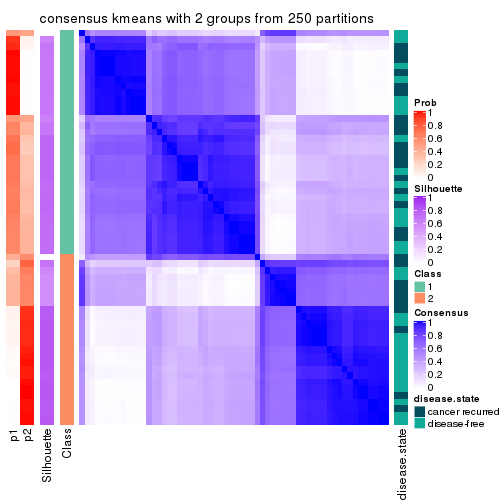 consensus kmeans with 2 groups from 250 partitions
Prob
1
0.8
0.6
0.4
0.2
0
Silhouette
1
0.8
0.6
0.4
0.2
0
Class
1
2
Consensus
1
0.8
0.6
0.4
0.2
0
disease.state
cancer recurred
disease-free
p1
p2
Silhouette
Class
disease.state